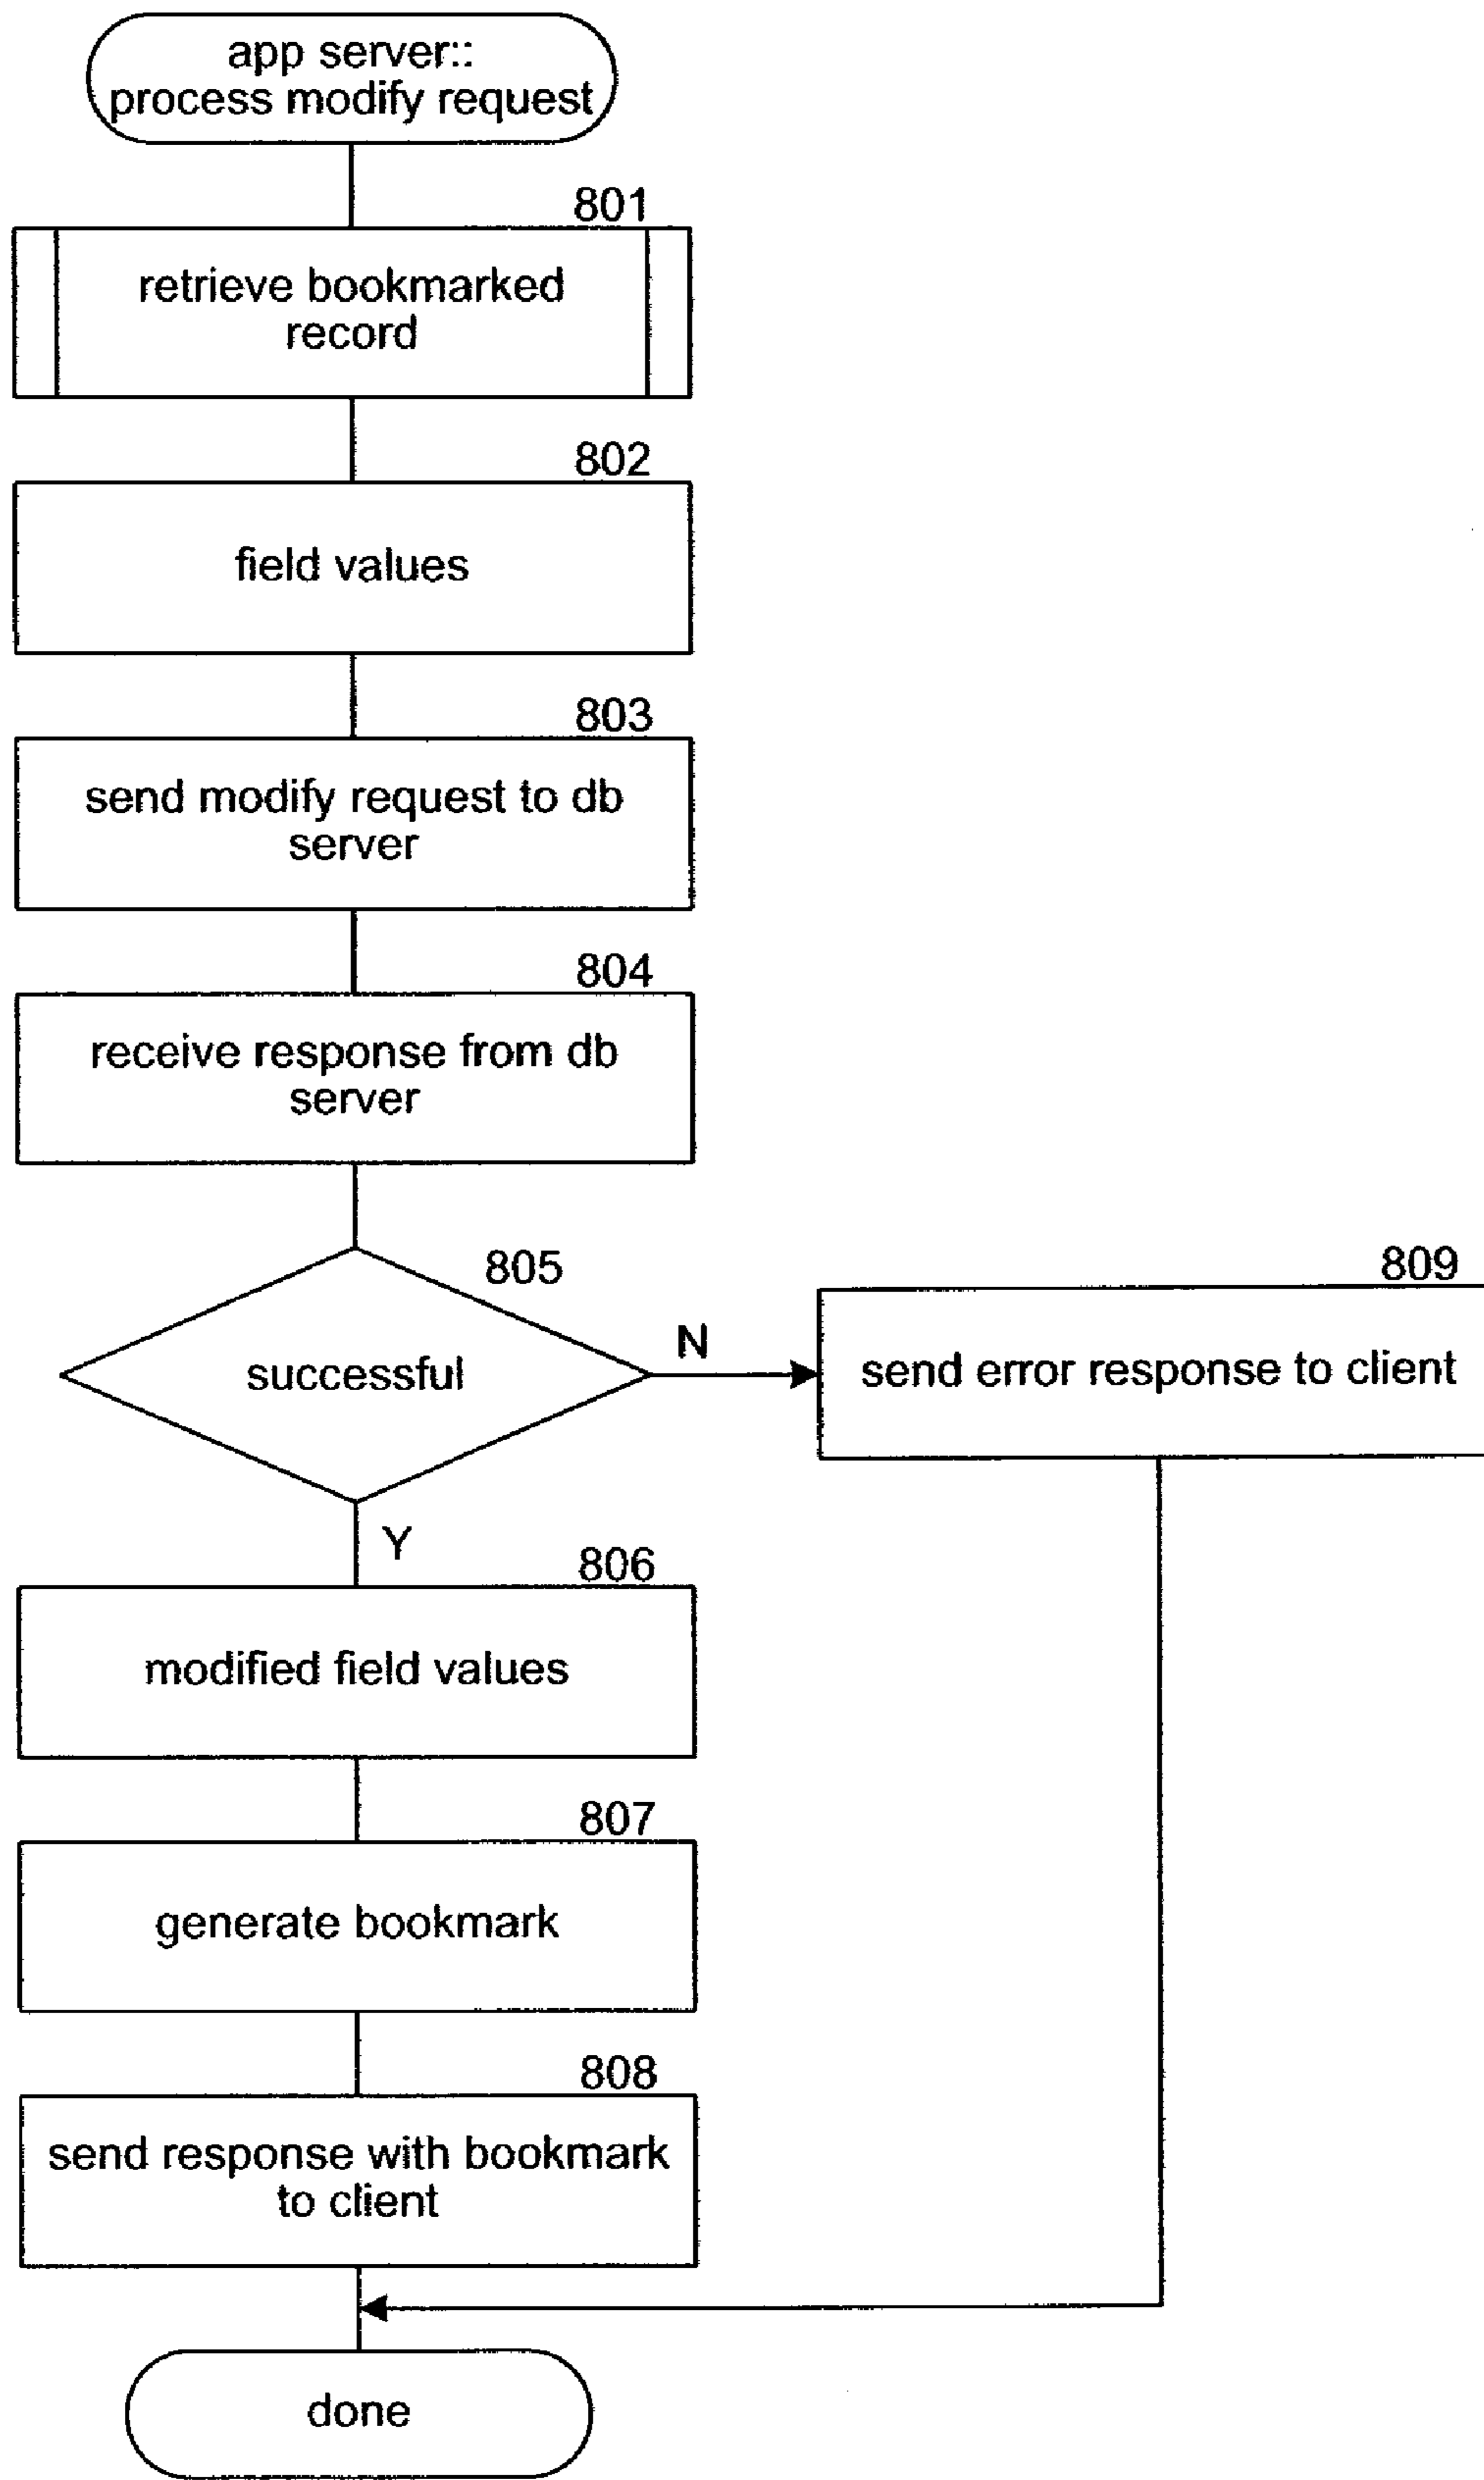 app server::
process modify request
801
retrieve bookmarked
record
802
field values
803
send modify request to db
server
804
receive response from db
server
805
successful
N
809
send error response to client
Y
806
modified field values
807
generate bookmark
808
send response with bookmark
to client
done